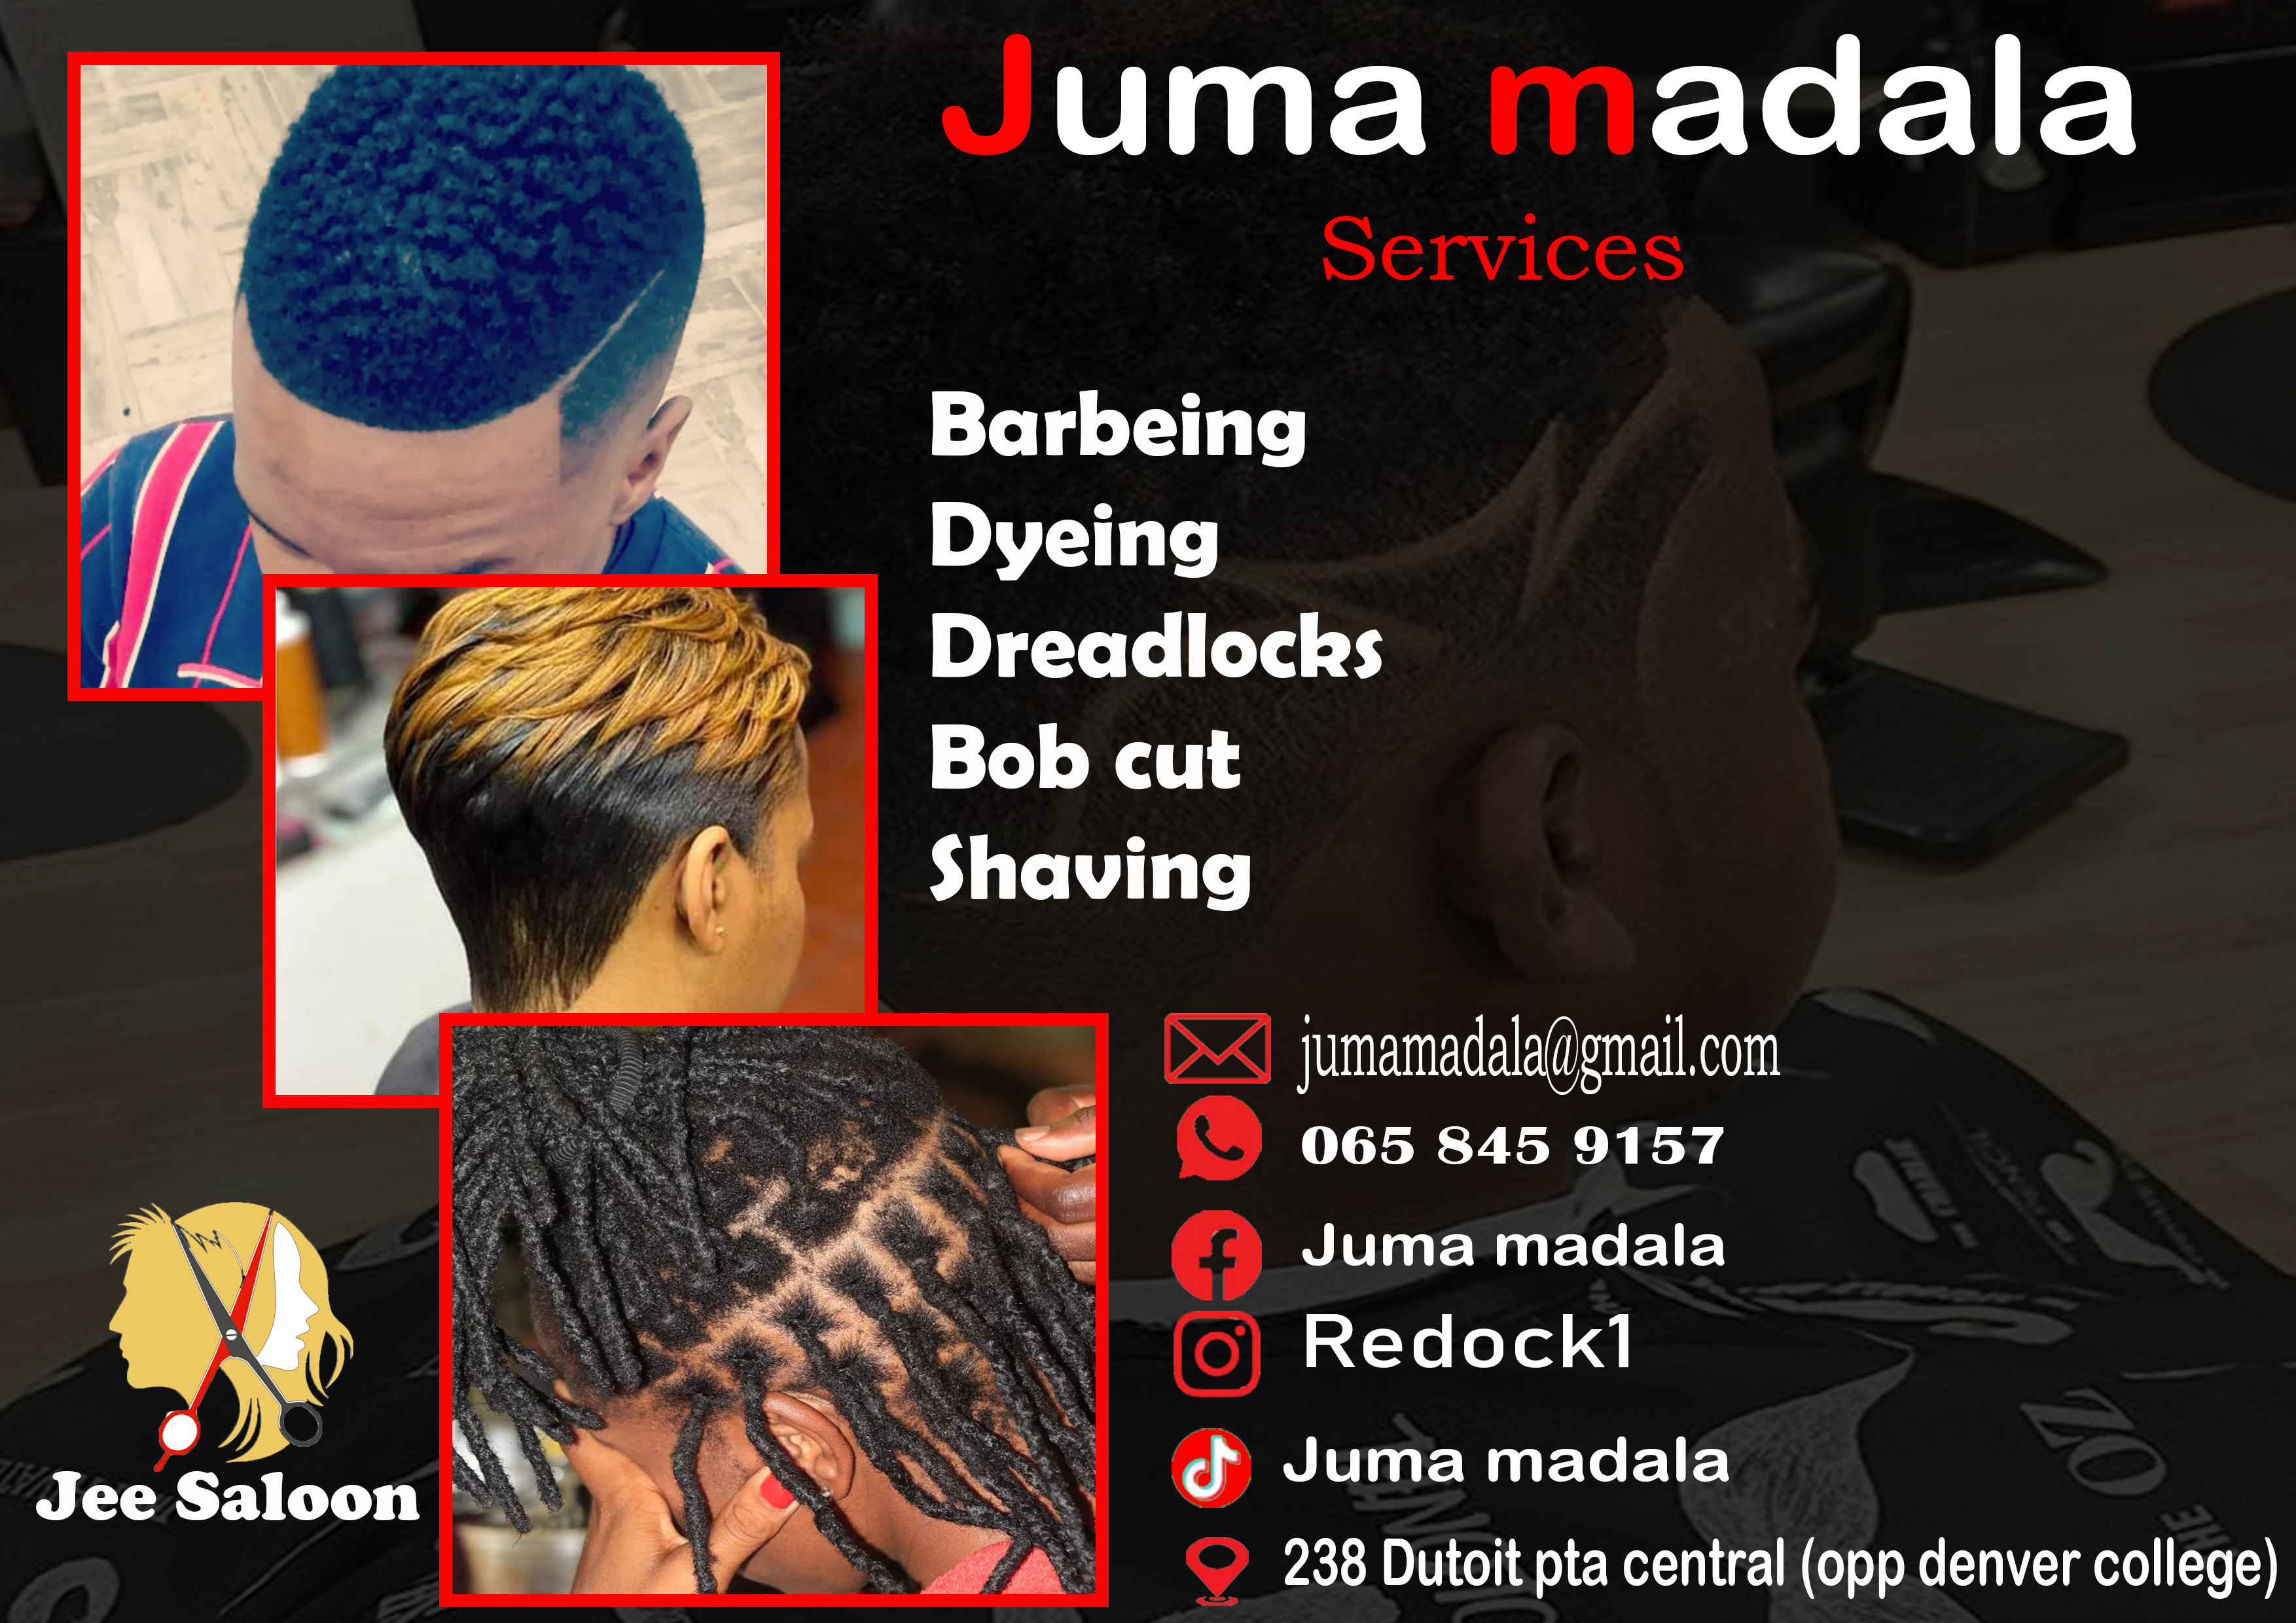 Juma madala
Services
Barbeing
Dyeing
Dreadlocks
Bob cut
Shaving
jumamadala@gmail.com
065 845 9157
Juma madala
Redock1
Juma madala
238 Dutoit pta central (opp denver college)
Jee Saloon